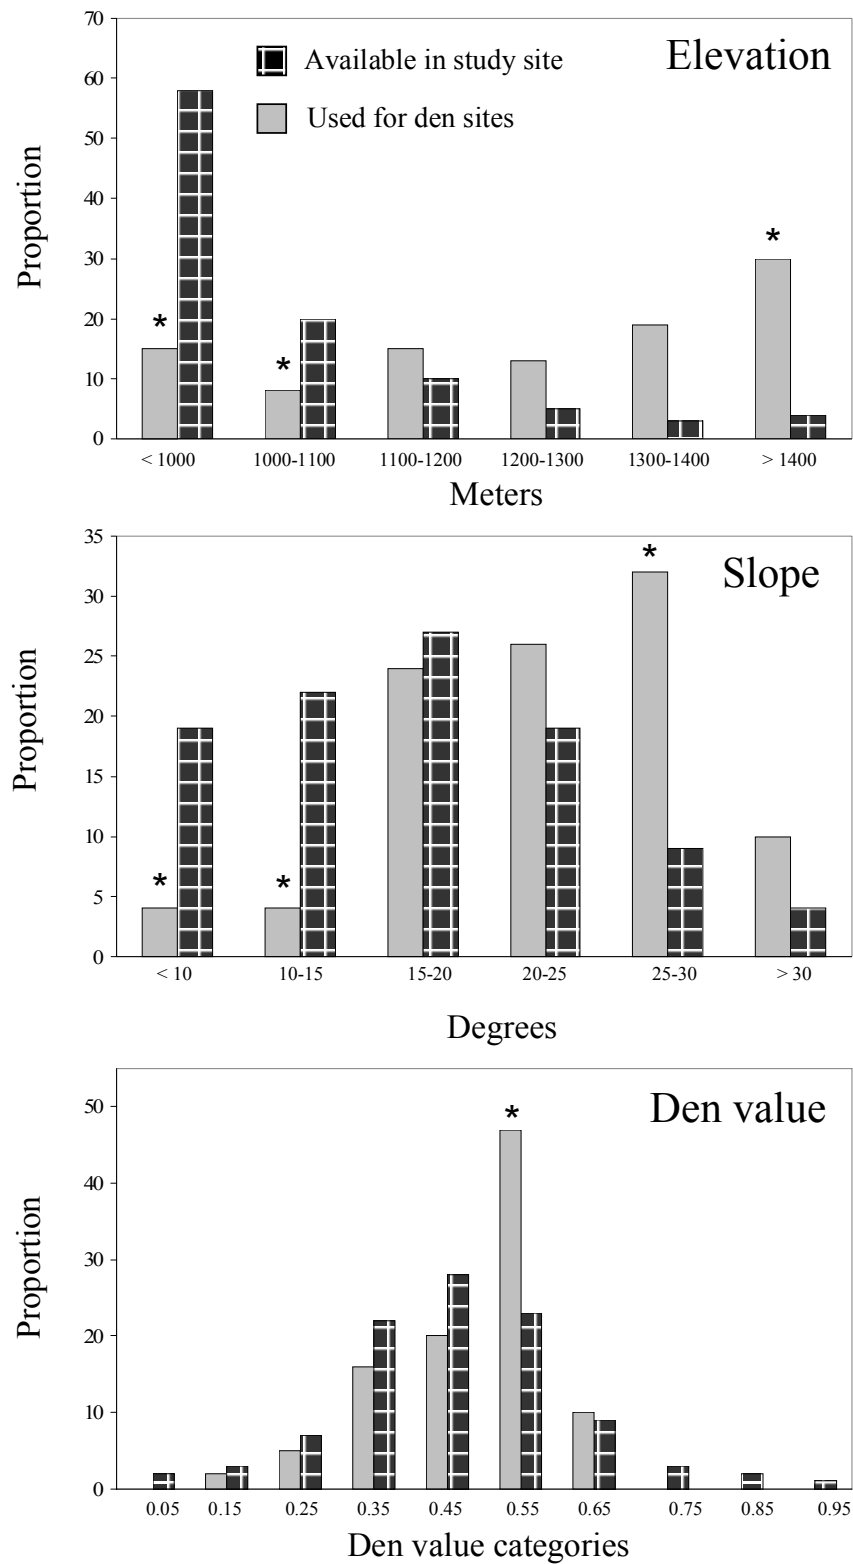 70
60
50
40
30
20
10
0
Proportion
Elevation
Available in study site
Used for den sites
*
*
*
< 1000 1000-1100 1100-1200 1200-1300 1300-1400 > 1400
Meters
35
30
25
20
15
10
5
0
Proportion
Slope
*
*
*
< 10 10-15 15-20 20-25 25-30 > 30
Degrees
50
40
30
20
10
0
Proportion
Den value
*
0.05 0.15 0.25 0.35 0.45 0.55 0.65 0.75 0.85 0.95
Den value categories